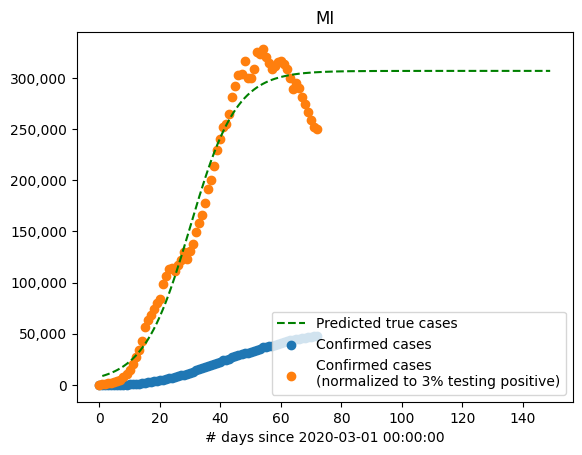 MI
300,000
250,000
200,000
150,000
100,000
50,000
0
Predicted true cases
Confirmed cases
Confirmed cases
(normalized to 3% testing positive)
0 20 40 60 80 100 120 140
# days since 2020-03-01 00:00:00